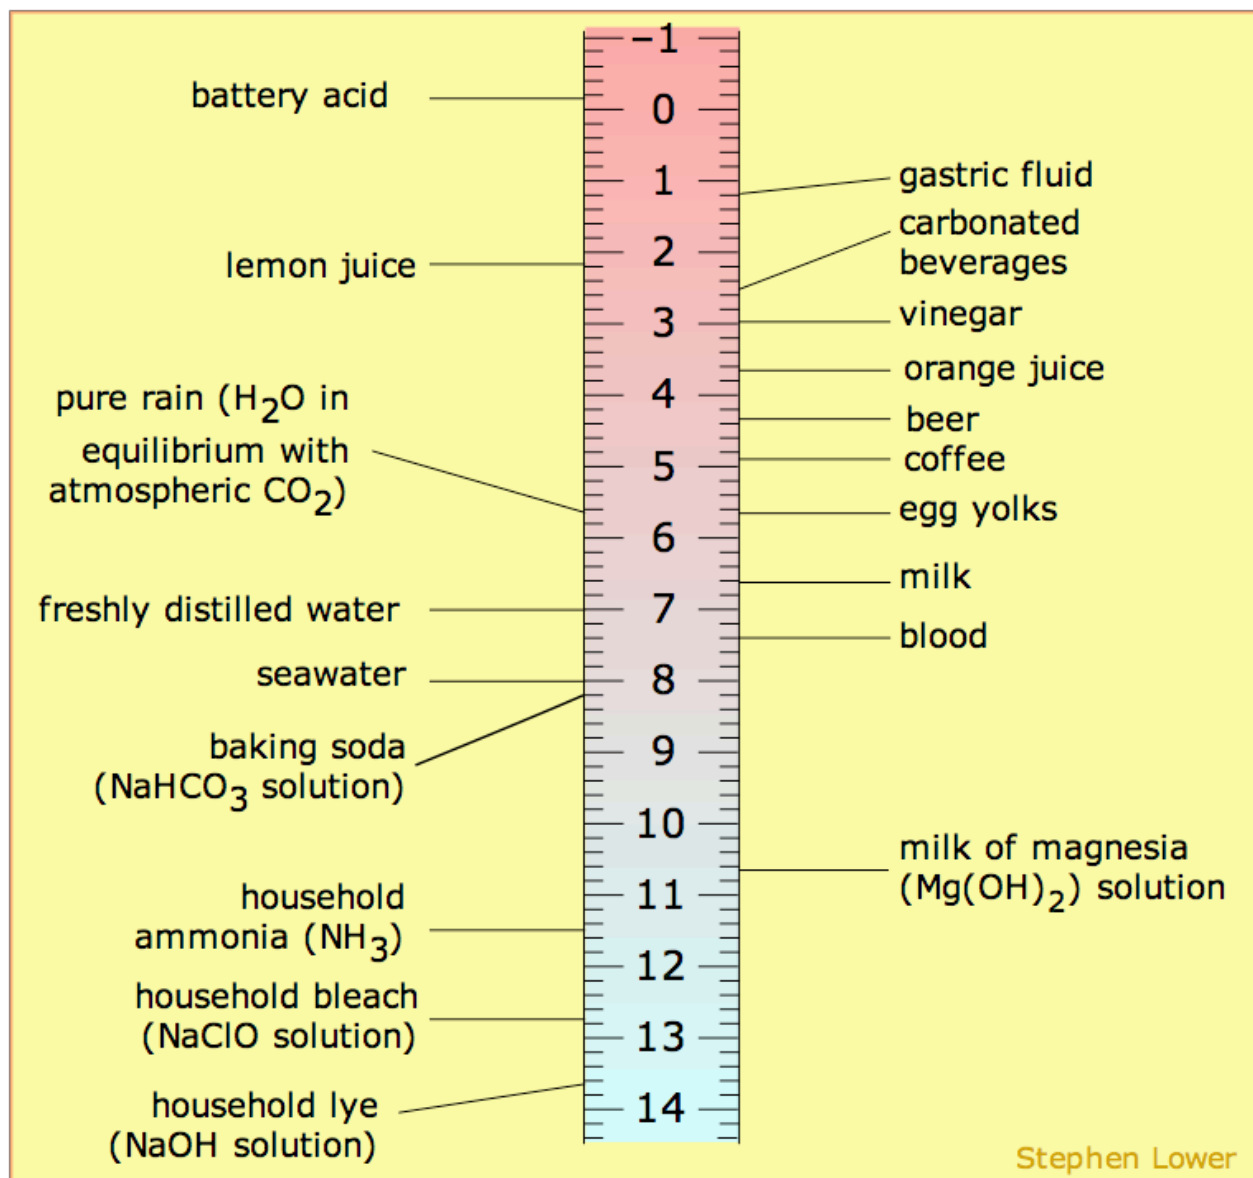 battery acid
lemon juice
pure rain (H₂O in
equilibrium with
atmospheric CO₂)
freshly distilled water
seawater
baking soda
(NaHCO₃ solution)
household
ammonia (NH₃)
household bleach
(NaClO solution)
household lye
(NaOH solution)
−1
0
1
2
3
4
5
6
7
8
9
10
11
12
13
14
gastric fluid
carbonated
beverages
vinegar
orange juice
beer
coffee
egg yolks
milk
blood
milk of magnesia
(Mg(OH)₂) solution
Stephen Lower